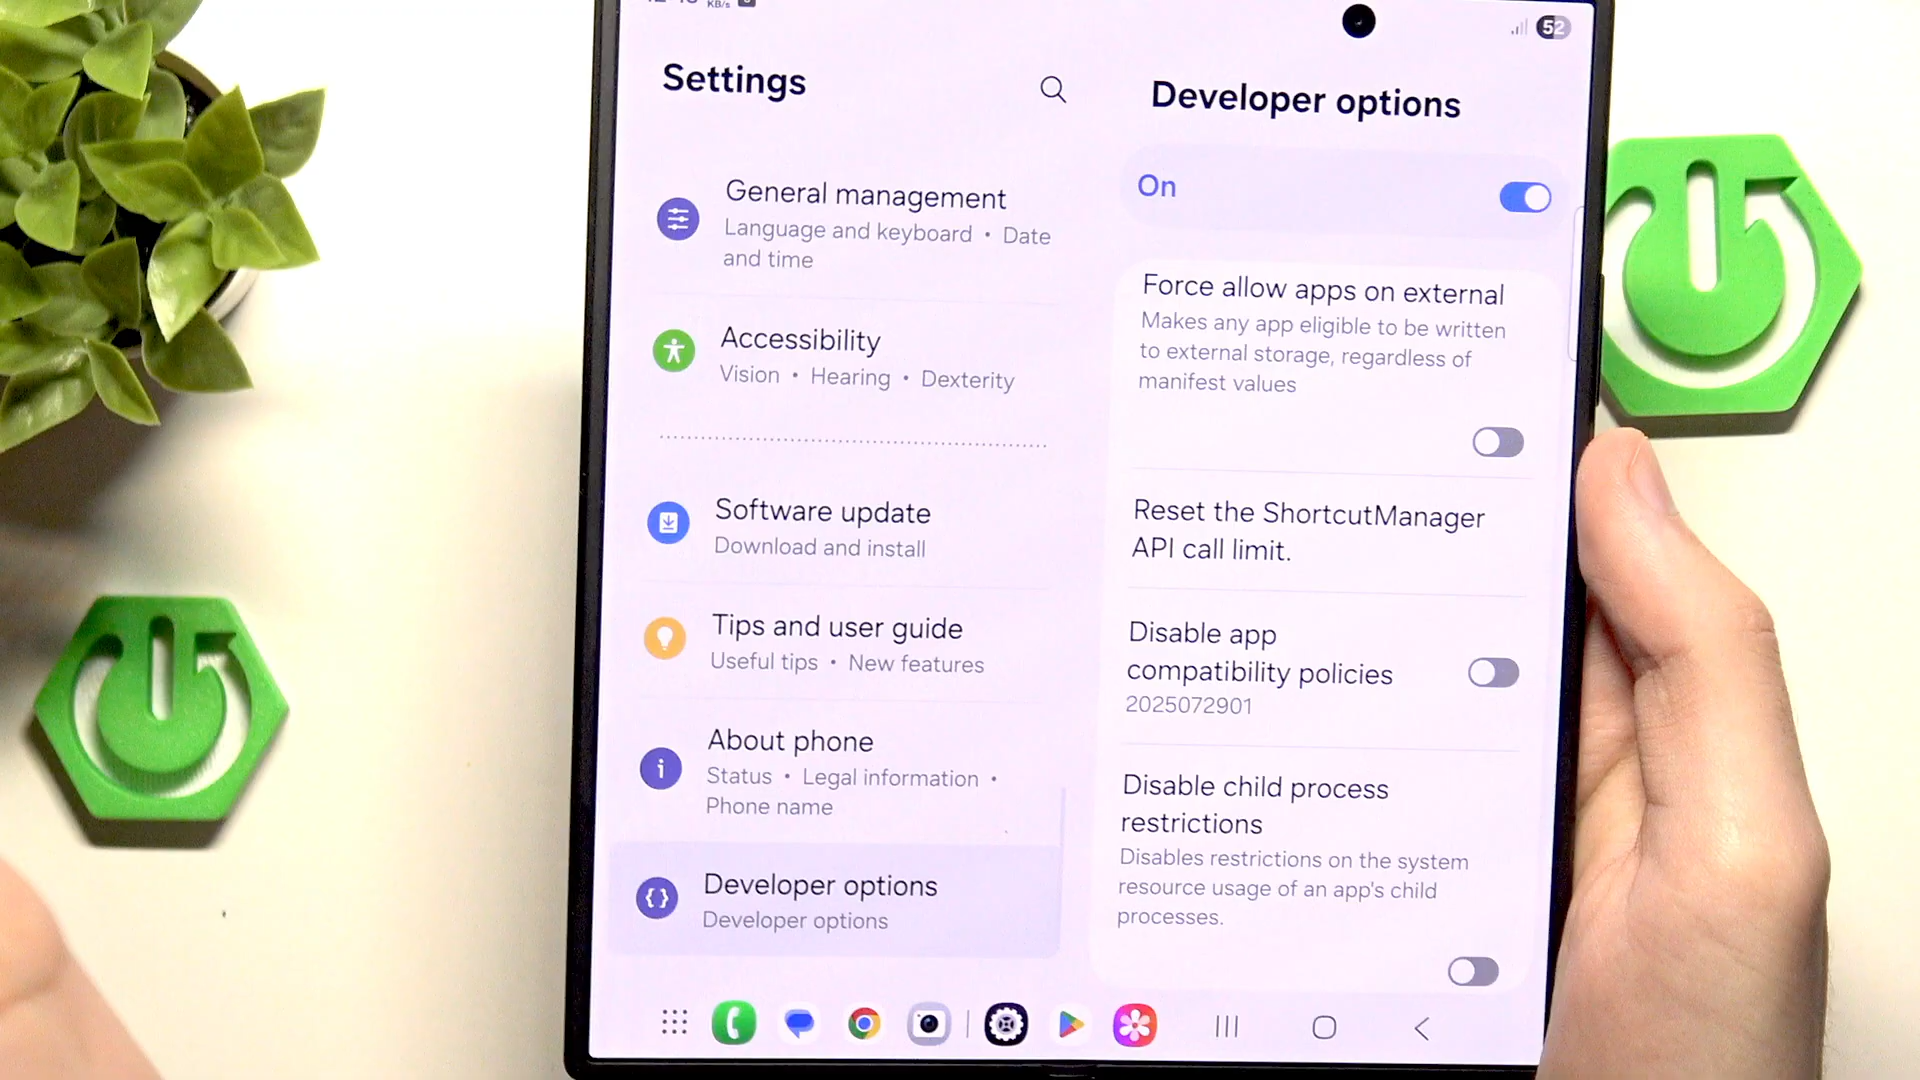 KB/s
52
Settings
General management
Language and keyboard • Date
and time
Accessibility
Vision • Hearing • Dexterity
Software update
Download and install
Tips and user guide
Useful tips • New features
About phone
Status • Legal information •
Phone name
Developer options
Developer options
Developer options
On
Force allow apps on external
Makes any app eligible to be written
to external storage, regardless of
manifest values
Reset the ShortcutManager
API call limit.
Disable app
compatibility policies
2025072901
Disable child process
restrictions
Disables restrictions on the system
resource usage of an app's child
processes.